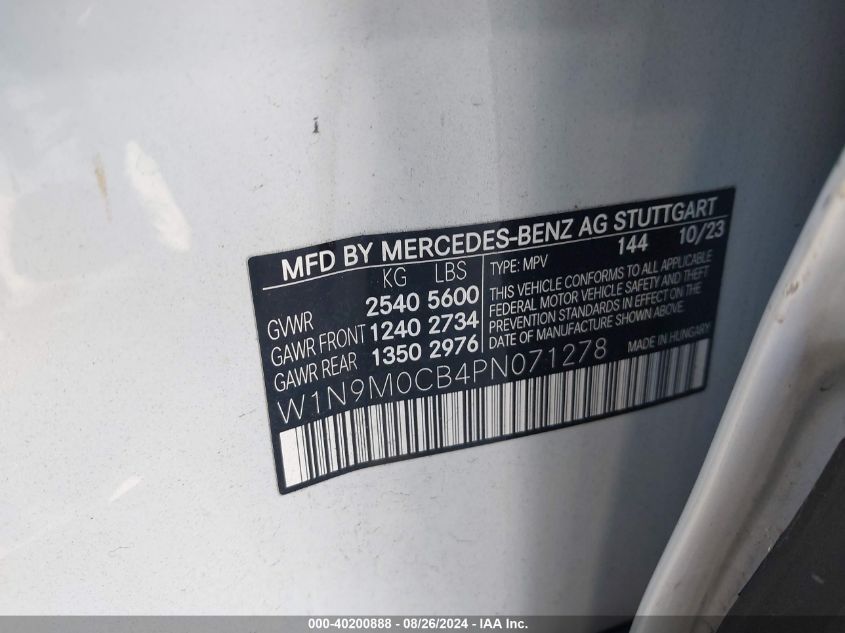 MFD BY MERCEDES-BENZ AG STUTTGART
KG LBS
GVWR 2540 5600
GAWR FRONT 1240 2734
GAWR REAR 1350 2976
TYPE: MPV 144 10/23
THIS VEHICLE CONFORMS TO ALL APPLICABLE
FEDERAL MOTOR VEHICLE SAFETY AND THEFT
PREVENTION STANDARDS IN EFFECT ON THE
DATE OF MANUFACTURE SHOWN ABOVE.
MADE IN HUNGARY
W1N9M0CB4PN071278
000-40200888 - 08/26/2024 - IAA Inc.